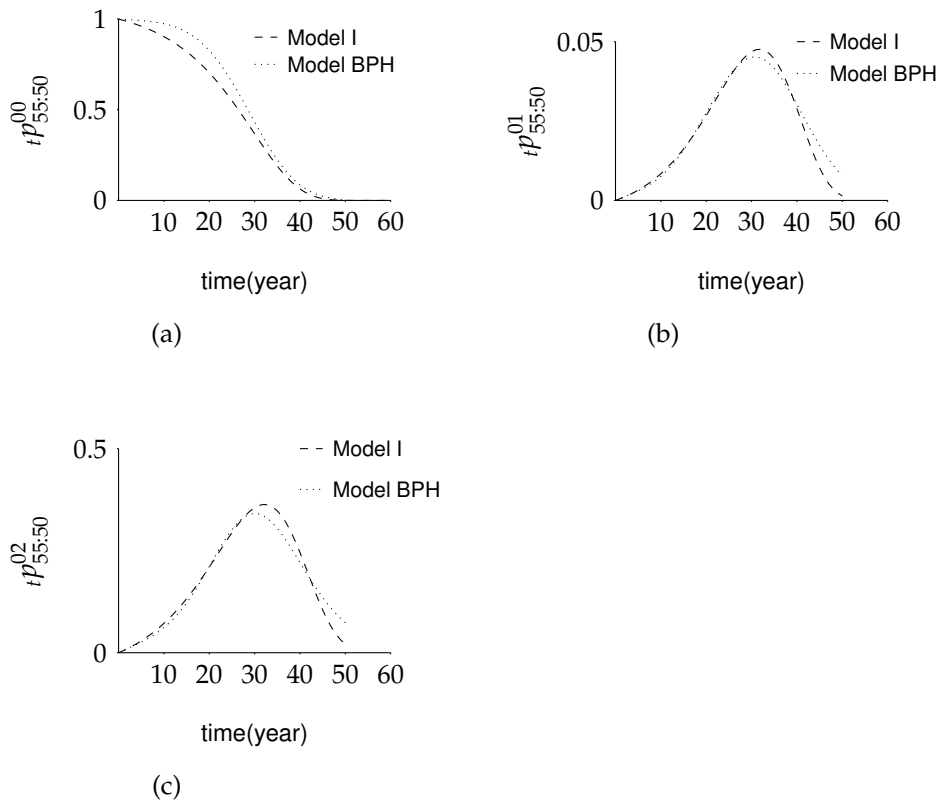 1
0.5
0
ₜp⁰⁰₅₅:₅₀
Model I
Model BPH
10 20 30 40 50 60
time(year)
(a)
0.05
0
ₜp⁰¹₅₅:₅₀
Model I
Model BPH
10 20 30 40 50 60
time(year)
(b)
0.5
0
ₜp⁰²₅₅:₅₀
Model I
Model BPH
10 20 30 40 50 60
time(year)
(c)